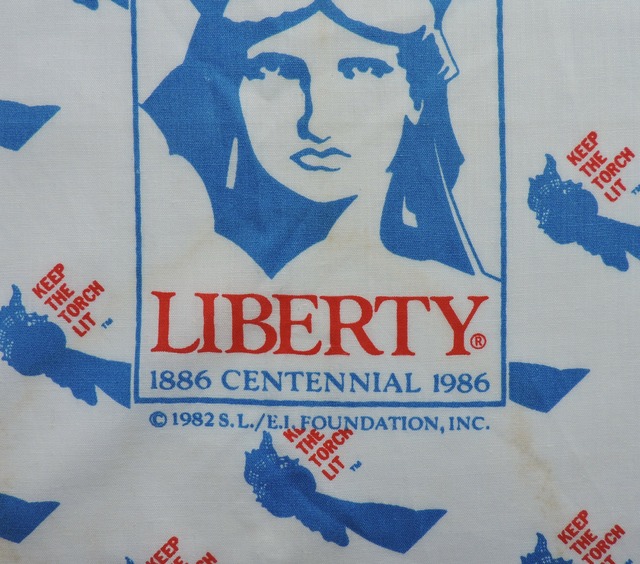 LIBERTY®
1886 CENTENNIAL 1986
© 1982 S.L./E.I. FOUNDATION, INC.
KEEP
THE
TORCH
LIT™
KEEP
THE
TORCH
LIT™
THE
TORCH
LIT™
KEEP
KEEP
THE